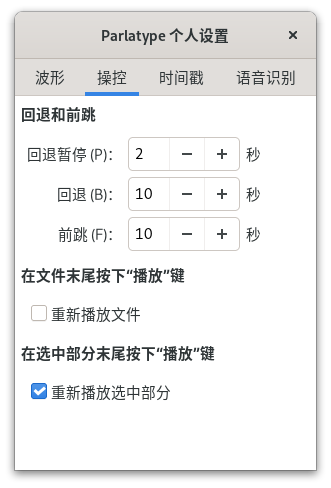 Parlatype 个人设置
波形 操控 时间戳 语音识别
回退和前跳
回退暂停 (P)： 2 秒
回退 (B)： 10 秒
前跳 (F)： 10 秒
在文件末尾按下“播放”键
重新播放文件
在选中部分末尾按下“播放”键
重新播放选中部分